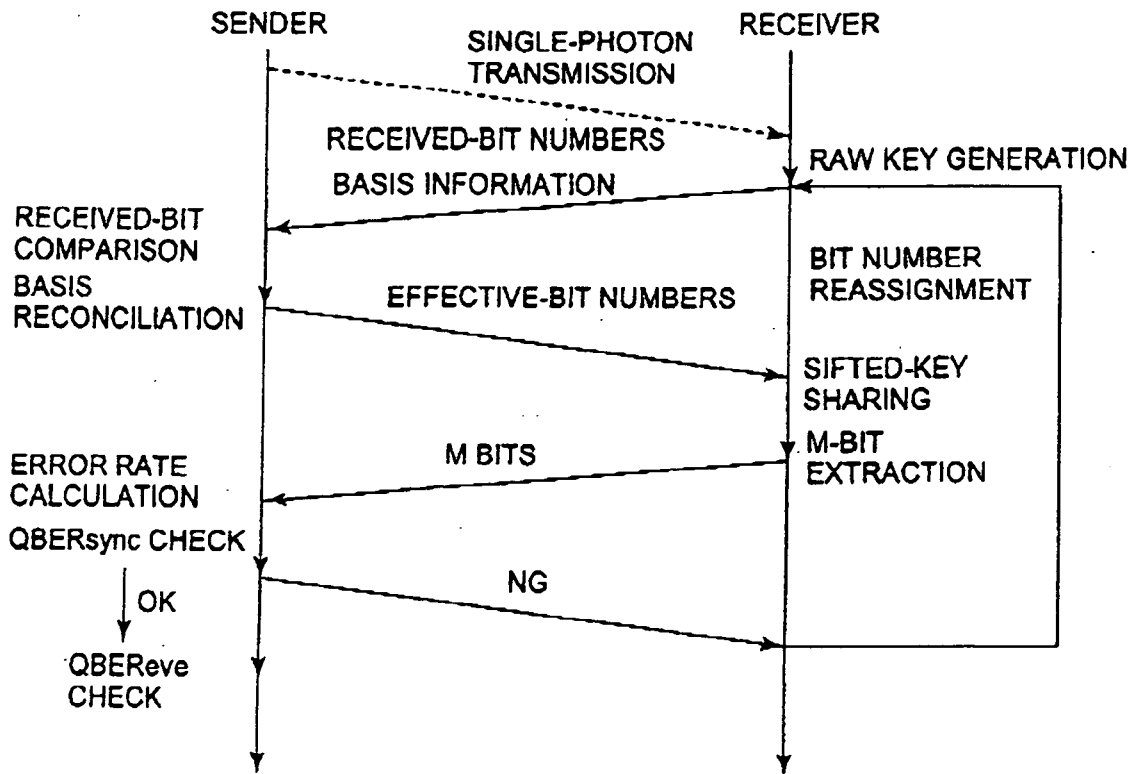 SENDER
RECEIVER
SINGLE-PHOTON
TRANSMISSION
RECEIVED-BIT NUMBERS
RAW KEY GENERATION
BASIS INFORMATION
RECEIVED-BIT
COMPARISON
BASIS
RECONCILIATION
BIT NUMBER
REASSIGNMENT
EFFECTIVE-BIT NUMBERS
SIFTED-KEY
SHARING
M BITS
M-BIT
EXTRACTION
ERROR RATE
CALCULATION
QBERsync CHECK
NG
OK
QBEReve
CHECK